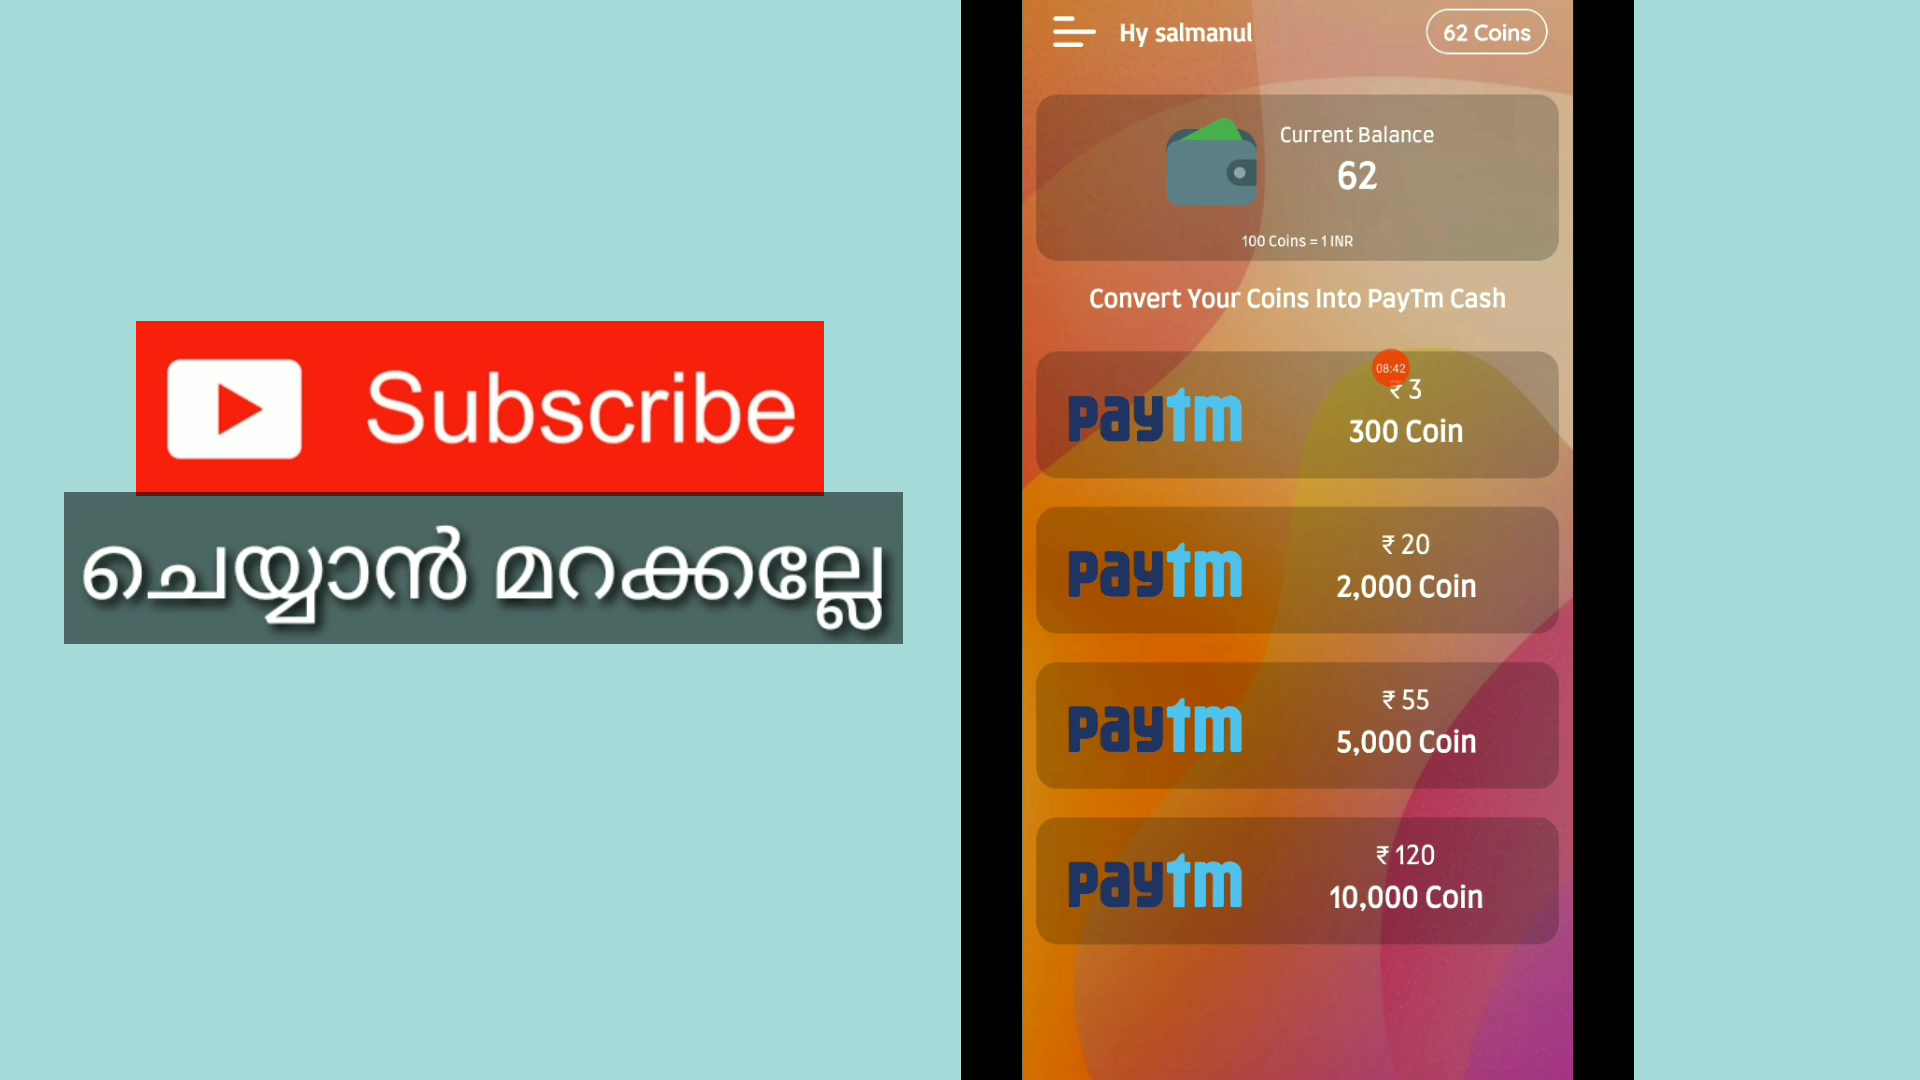 Subscribe
ചെയ്യാൻ മറക്കല്ലേ
Hy salmanul
62 Coins
Current Balance
62
100 Coins = 1 INR
Convert Your Coins Into PayTm Cash
08:42
paytm
₹ 3
300 Coin
paytm
₹ 20
2,000 Coin
paytm
₹ 55
5,000 Coin
paytm
₹ 120
10,000 Coin